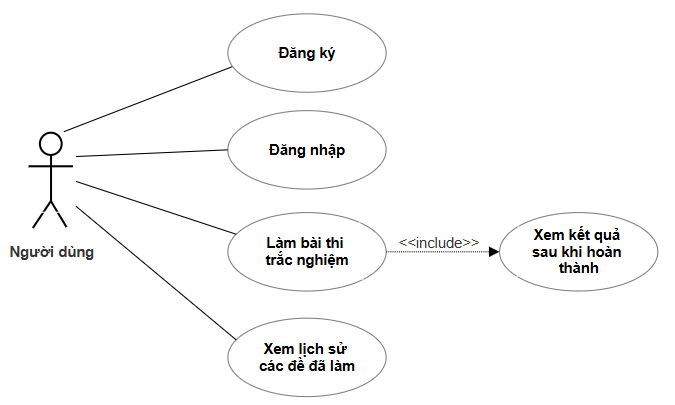 Đăng ký
Đăng nhập
Người dùng
Làm bài thi
trắc nghiệm
<<include>>
Xem kết quả
sau khi hoàn
thành
Xem lịch sử
các đề đã làm